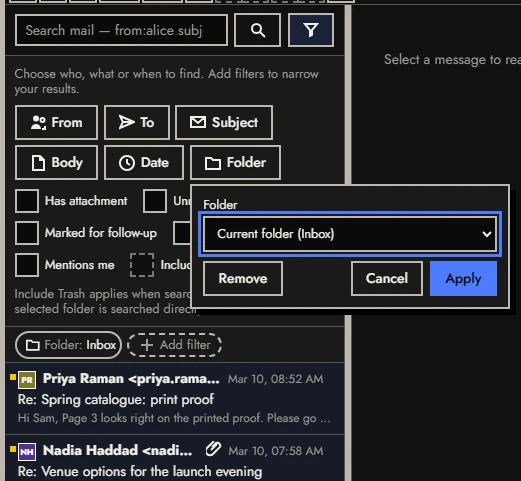 Search mail — from:alice subj
Select a message to rea
Choose who, what or when to find. Add filters to narrow
your results.
From
To
Subject
Body
Date
Folder
Has attachment
Marked for follow-up
Mentions me
Include Trash applies when
selected folder is searched
Folder
Current folder (Inbox)
Remove
Cancel
Apply
Folder: Inbox
Add filter
PR
Priya Raman <priya.rama...
Mar 10, 08:52 AM
Re: Spring catalogue: print proof
Hi Sam, Page 3 looks right on the printed proof. Please go ...
NH
Nadia Haddad <nadi...
Mar 10, 07:58 AM
Re: Venue options for the launch evening